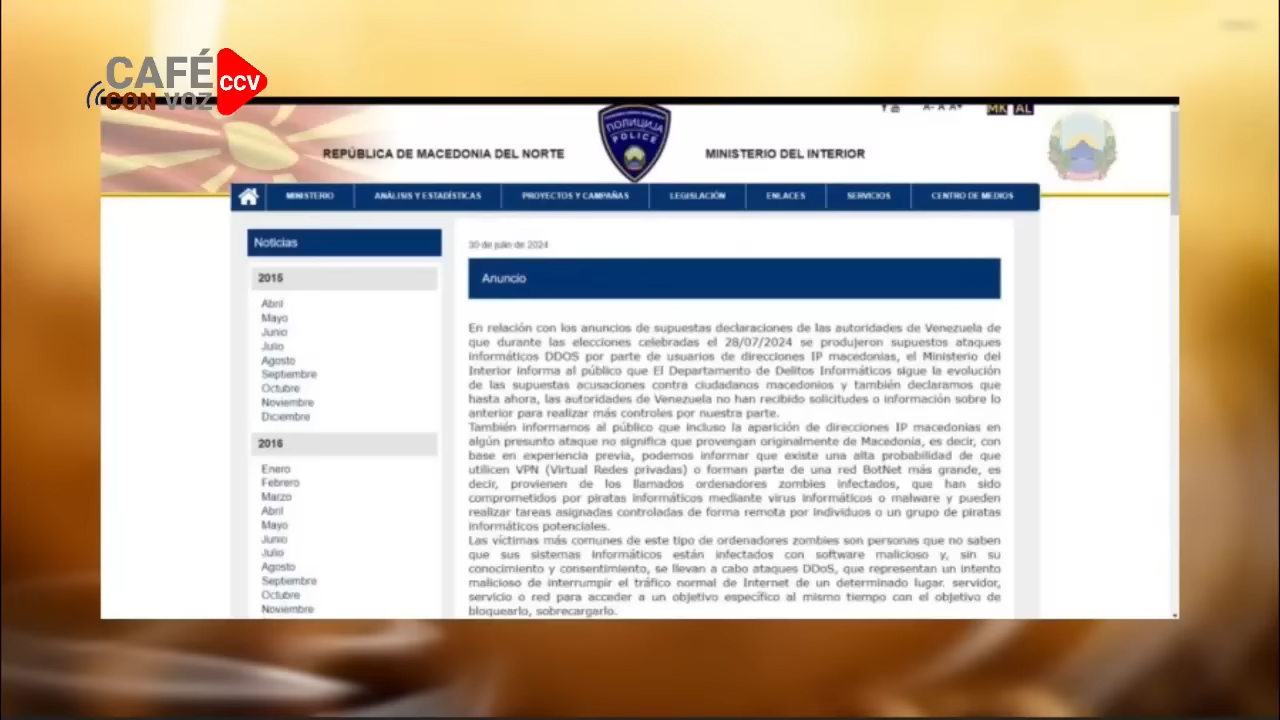 CAFÉ
CON VOZ
CCV
MK AL
REPÚBLICA DE MACEDONIA DEL NORTE
ПОЛИЦИЈА
POLICE
MINISTERIO DEL INTERIOR
MINISTERIO
ANÁLISIS Y ESTADÍSTICAS
PROYECTOS Y CAMPAÑAS
LEGISLACIÓN
ENLACES
SERVICIOS
CENTRO DE MEDIOS
Noticias
2015
Abril
Mayo
Junio
Julio
Agosto
Septiembre
Octubre
Noviembre
Diciembre
2016
Enero
Febrero
Marzo
Abril
Mayo
Junio
Julio
Agosto
Septiembre
Octubre
Noviembre
30 de julio de 2024
Anuncio
En relación con los anuncios de supuestas declaraciones de las autoridades de Venezuela de
que durante las elecciones celebradas el 28/07/2024 se produjeron supuestos ataques
informáticos DDOS por parte de usuarios de direcciones IP macedonias, el Ministerio del
Interior informa al público que El Departamento de Delitos Informáticos sigue la evolución
de las supuestas acusaciones contra ciudadanos macedonios y también declaramos que
hasta ahora, las autoridades de Venezuela no han recibido solicitudes o información sobre lo
anterior para realizar más controles por nuestra parte.
También informamos al público que incluso la aparición de direcciones IP macedonias en
algún presunto ataque no significa que provengan originalmente de Macedonia, es decir, con
base en experiencia previa, podemos informar que existe una alta probabilidad de que
utilicen VPN (Virtual Redes privadas) o forman parte de una red BotNet más grande, es
decir, provienen de los llamados ordenadores zombies infectados, que han sido
comprometidos por piratas informáticos mediante virus informáticos o malware y pueden
realizar tareas asignadas controladas de forma remota por individuos o un grupo de piratas
informáticos potenciales.
Las víctimas más comunes de este tipo de ordenadores zombies son personas que no saben
que sus sistemas informáticos están infectados con software malicioso y, sin su
conocimiento y consentimiento, se llevan a cabo ataques DDoS, que representan un intento
malicioso de interrumpir el tráfico normal de Internet de un determinado lugar. servidor,
servicio o red para acceder a un objetivo específico al mismo tiempo con el objetivo de
bloquearlo, sobrecargarlo.